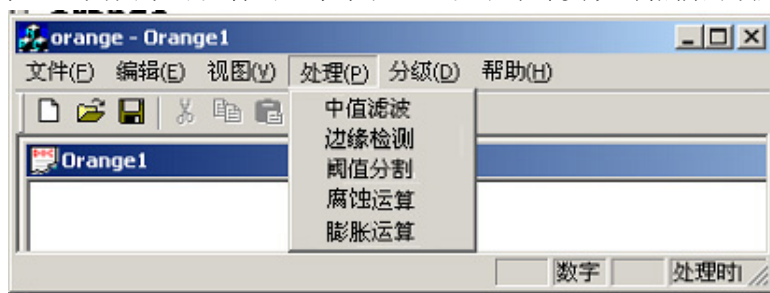 orange - Orange1
文件(F) 编辑(E) 视图(V) 处理(P) 分级(D) 帮助(H)
中值滤波
边缘检测
阈值分割
腐蚀运算
膨胀运算
Orange1
数字 处理时